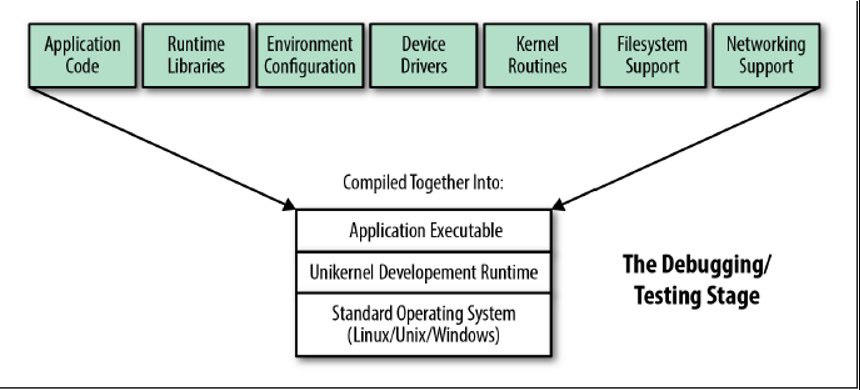 Application
Code
Runtime
Libraries
Environment
Configuration
Device
Drivers
Kernel
Routines
Filesystem
Support
Networking
Support
Compiled Together Into:
Application Executable
Unikernel Developement Runtime
Standard Operating System
(Linux/Unix/Windows)
The Debugging/
Testing Stage